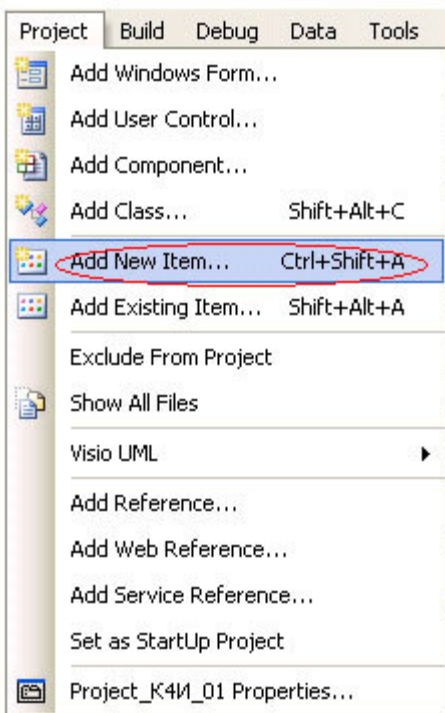 Project Build Debug Data Tools
Add Windows Form...
Add User Control...
Add Component...
Add Class... Shift+Alt+C
Add New Item... Ctrl+Shift+A
Add Existing Item... Shift+Alt+A
Exclude From Project
Show All Files
Visio UML
Add Reference...
Add Web Reference...
Add Service Reference...
Set as StartUp Project
Project_К4И_01 Properties...